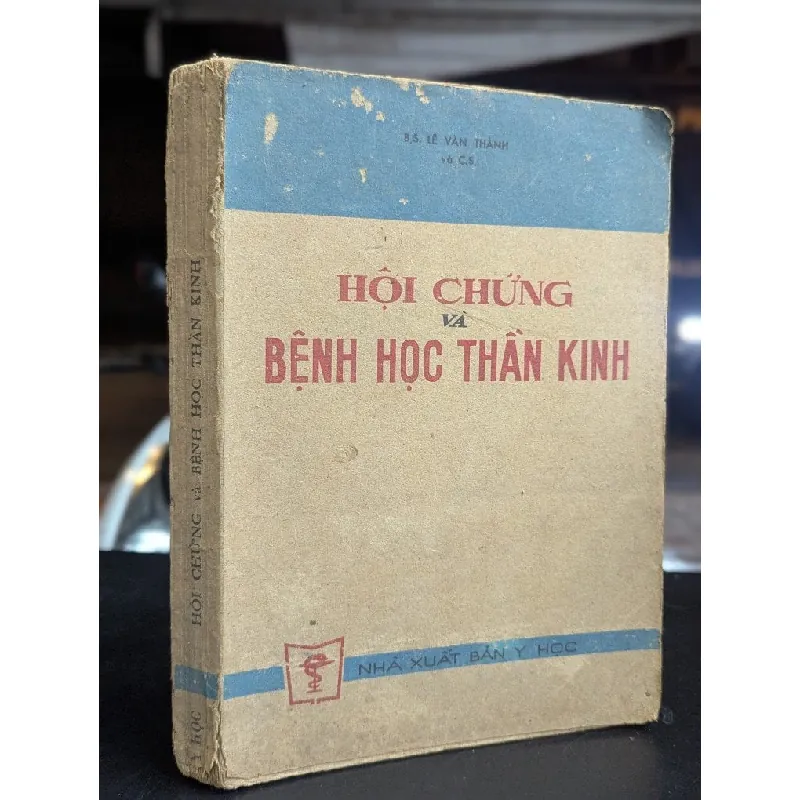 B.S. LÊ VĂN THÀNH
và C.S.
HỘI CHỨNG
VÀ
BỆNH HỌC THẦN KINH
NHÀ XUẤT BẢN Y HỌC
HỘI CHỨNG và BỆNH HỌC THẦN KINH
HỌC